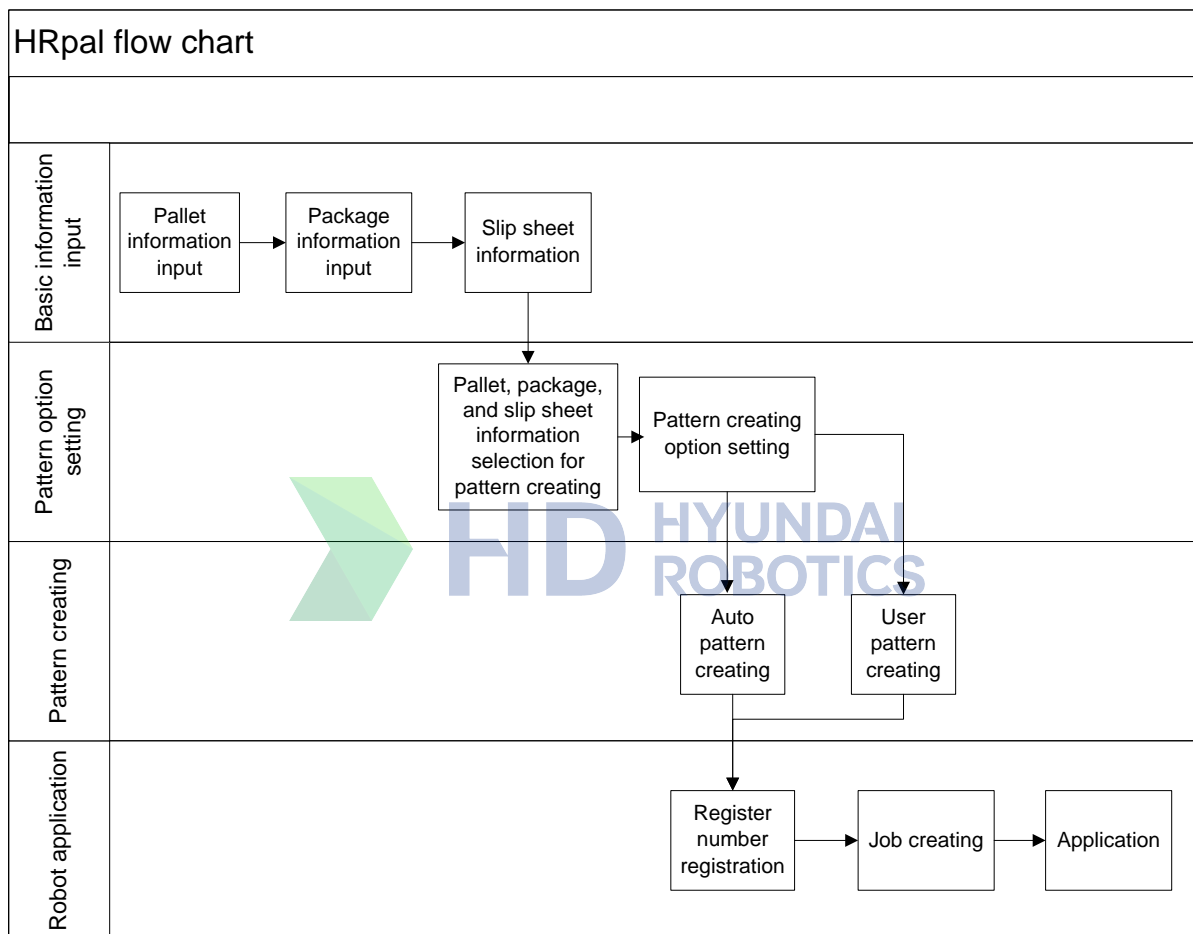 HRpal flow chart
Basic information
input
Pallet
information
input
Package
information
input
Slip sheet
information
Pattern option
setting
Pallet, package,
and slip sheet
information
selection for
pattern creating
Pattern creating
option setting
HD HYUNDAI
ROBOTICS
Pattern creating
Auto
pattern
creating
User
pattern
creating
Robot application
Register
number
registration
Job creating
Application